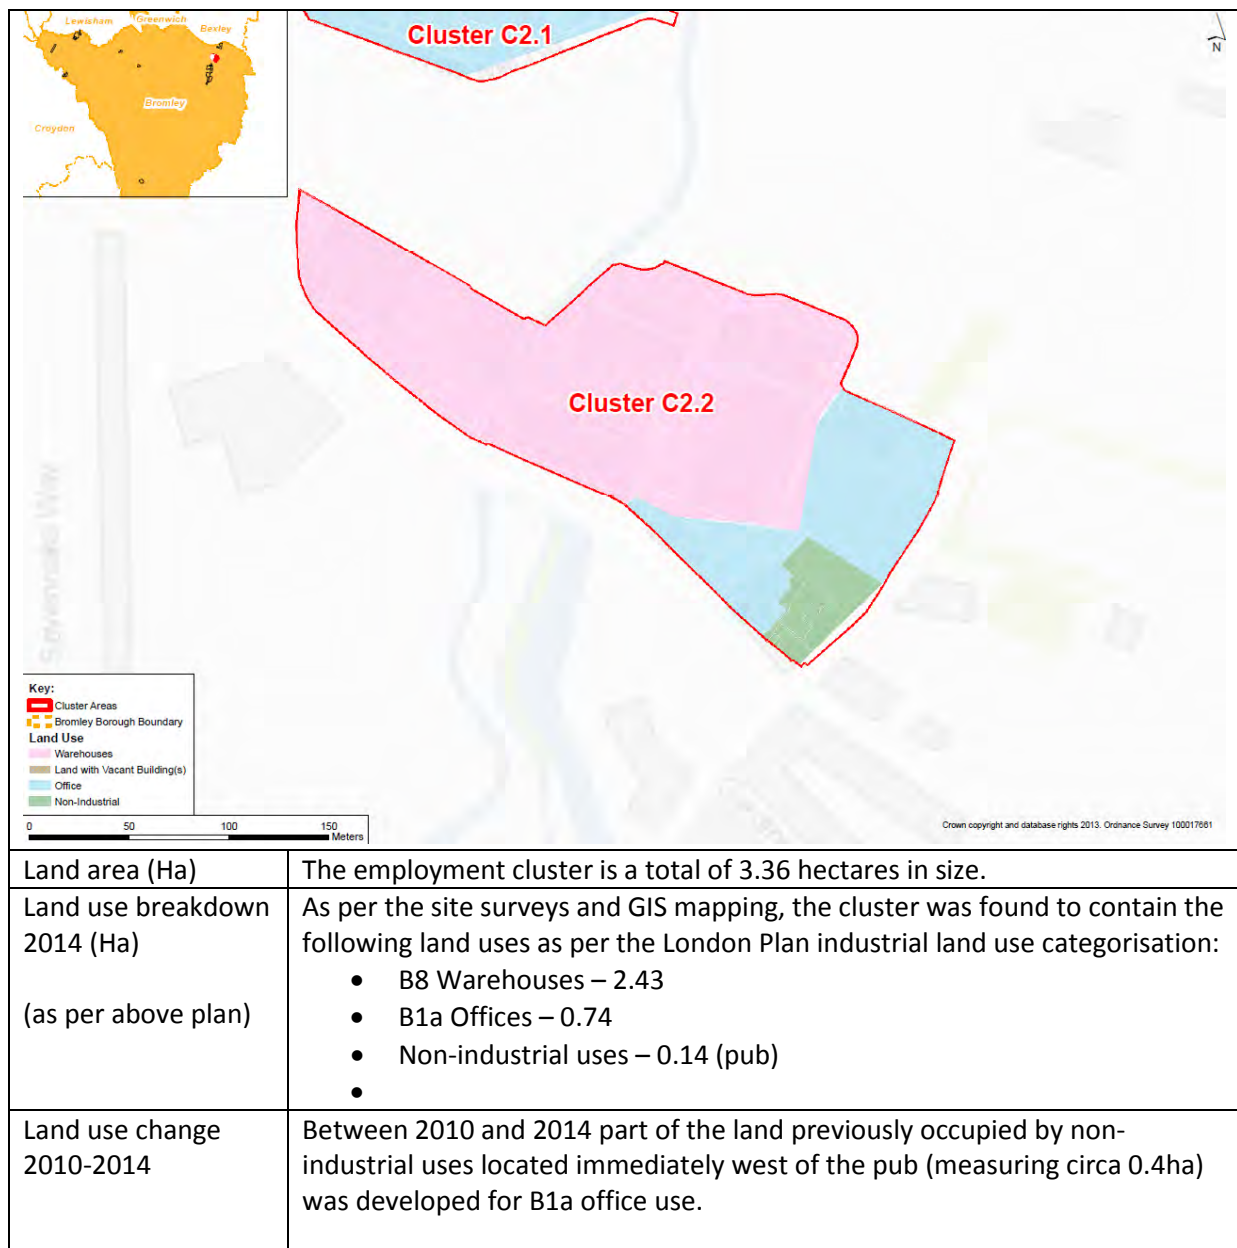 Lewisham
Greenwich
Bexley
Bromley
Croydon
Cluster C2.1
N
Cluster C2.2
Sevenoaks Way
Key:
Cluster Areas
Bromley Borough Boundary
Land Use
Warehouses
Land with Vacant Building(s)
Office
Non-Industrial
0 50 100 150
Meters
Crown copyright and database rights 2013. Ordnance Survey 100017661
Land area (Ha)
The employment cluster is a total of 3.36 hectares in size.
Land use breakdown
2014 (Ha)
(as per above plan)
As per the site surveys and GIS mapping, the cluster was found to contain the
following land uses as per the London Plan industrial land use categorisation:
• B8 Warehouses – 2.43
• B1a Offices – 0.74
• Non-industrial uses – 0.14 (pub)
•
Land use change
2010-2014
Between 2010 and 2014 part of the land previously occupied by non-
industrial uses located immediately west of the pub (measuring circa 0.4ha)
was developed for B1a office use.